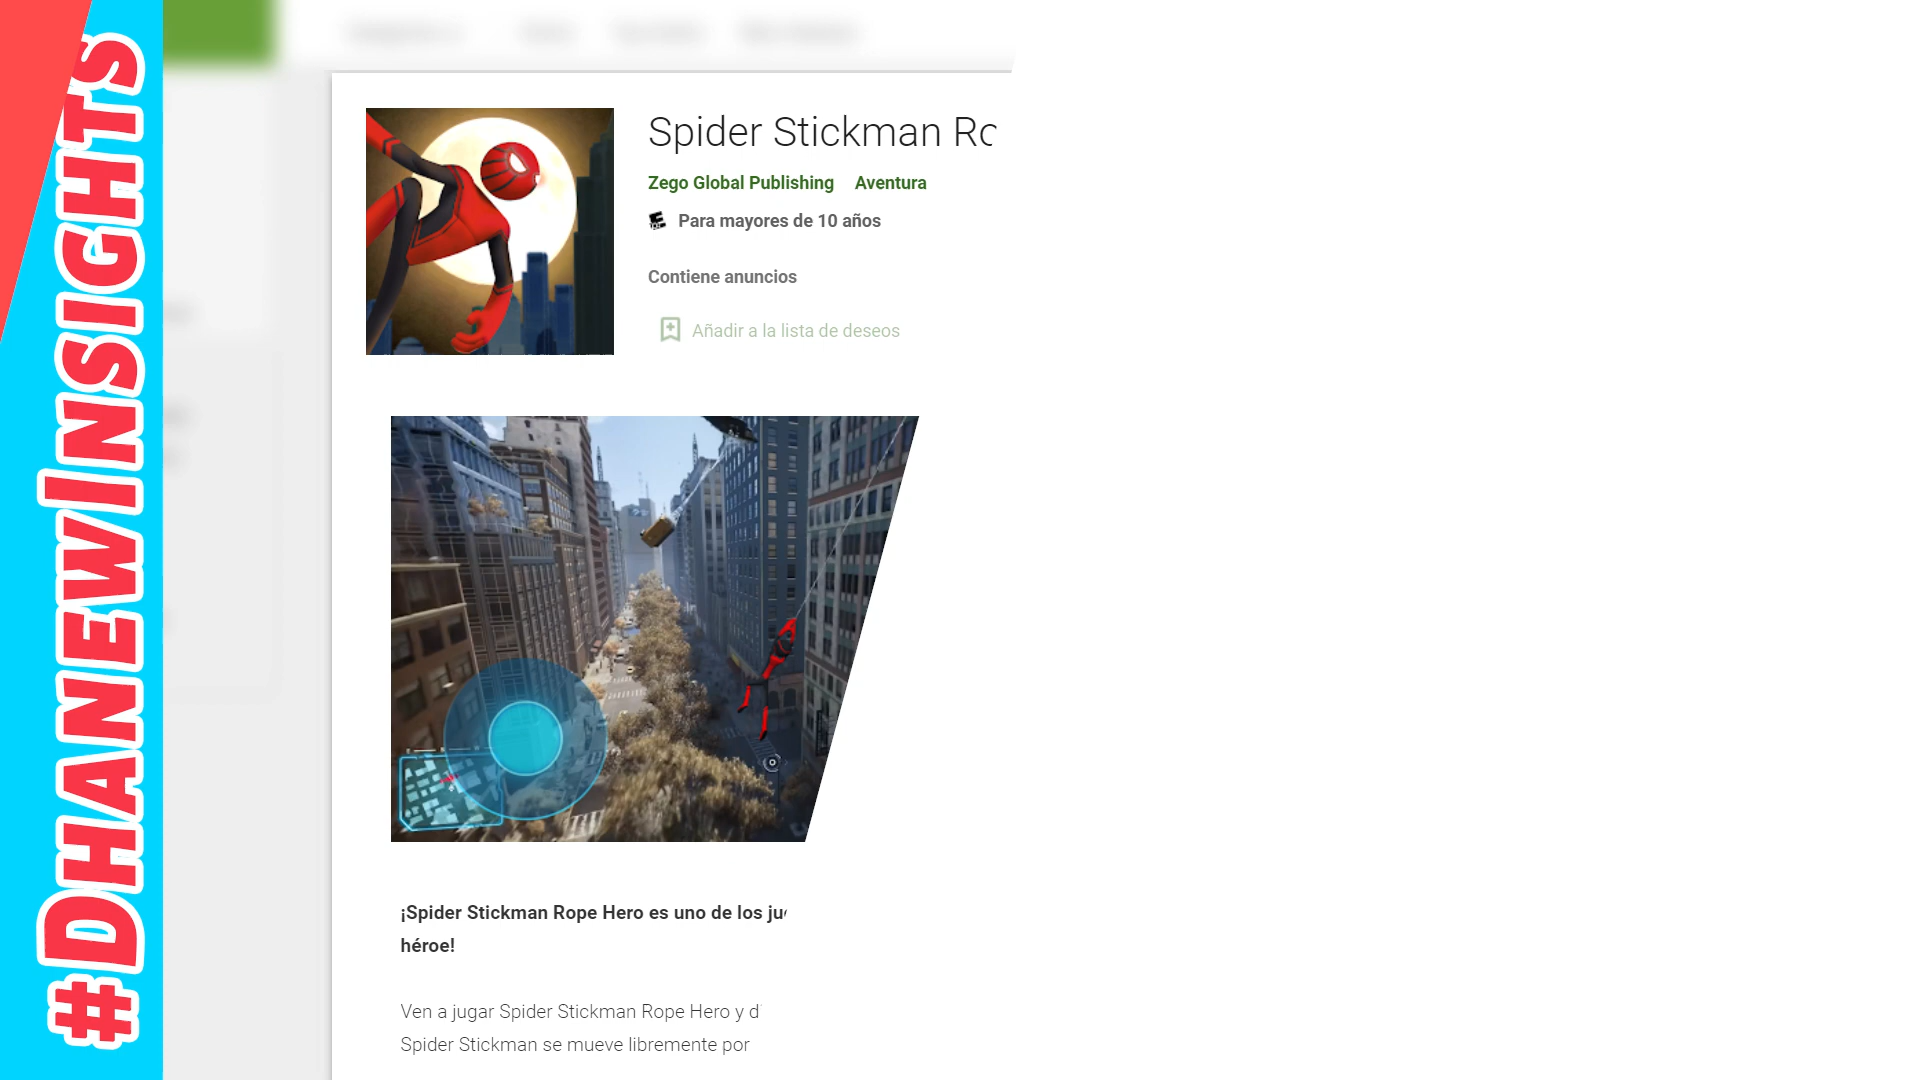 #DhanewInsights
Spider Stickman Ro
Zego Global Publishing Aventura
Para mayores de 10 años
Contiene anuncios
Añadir a la lista de deseos
¡Spider Stickman Rope Hero es uno de los ju
héroe!
Ven a jugar Spider Stickman Rope Hero y d
Spider Stickman se mueve libremente por